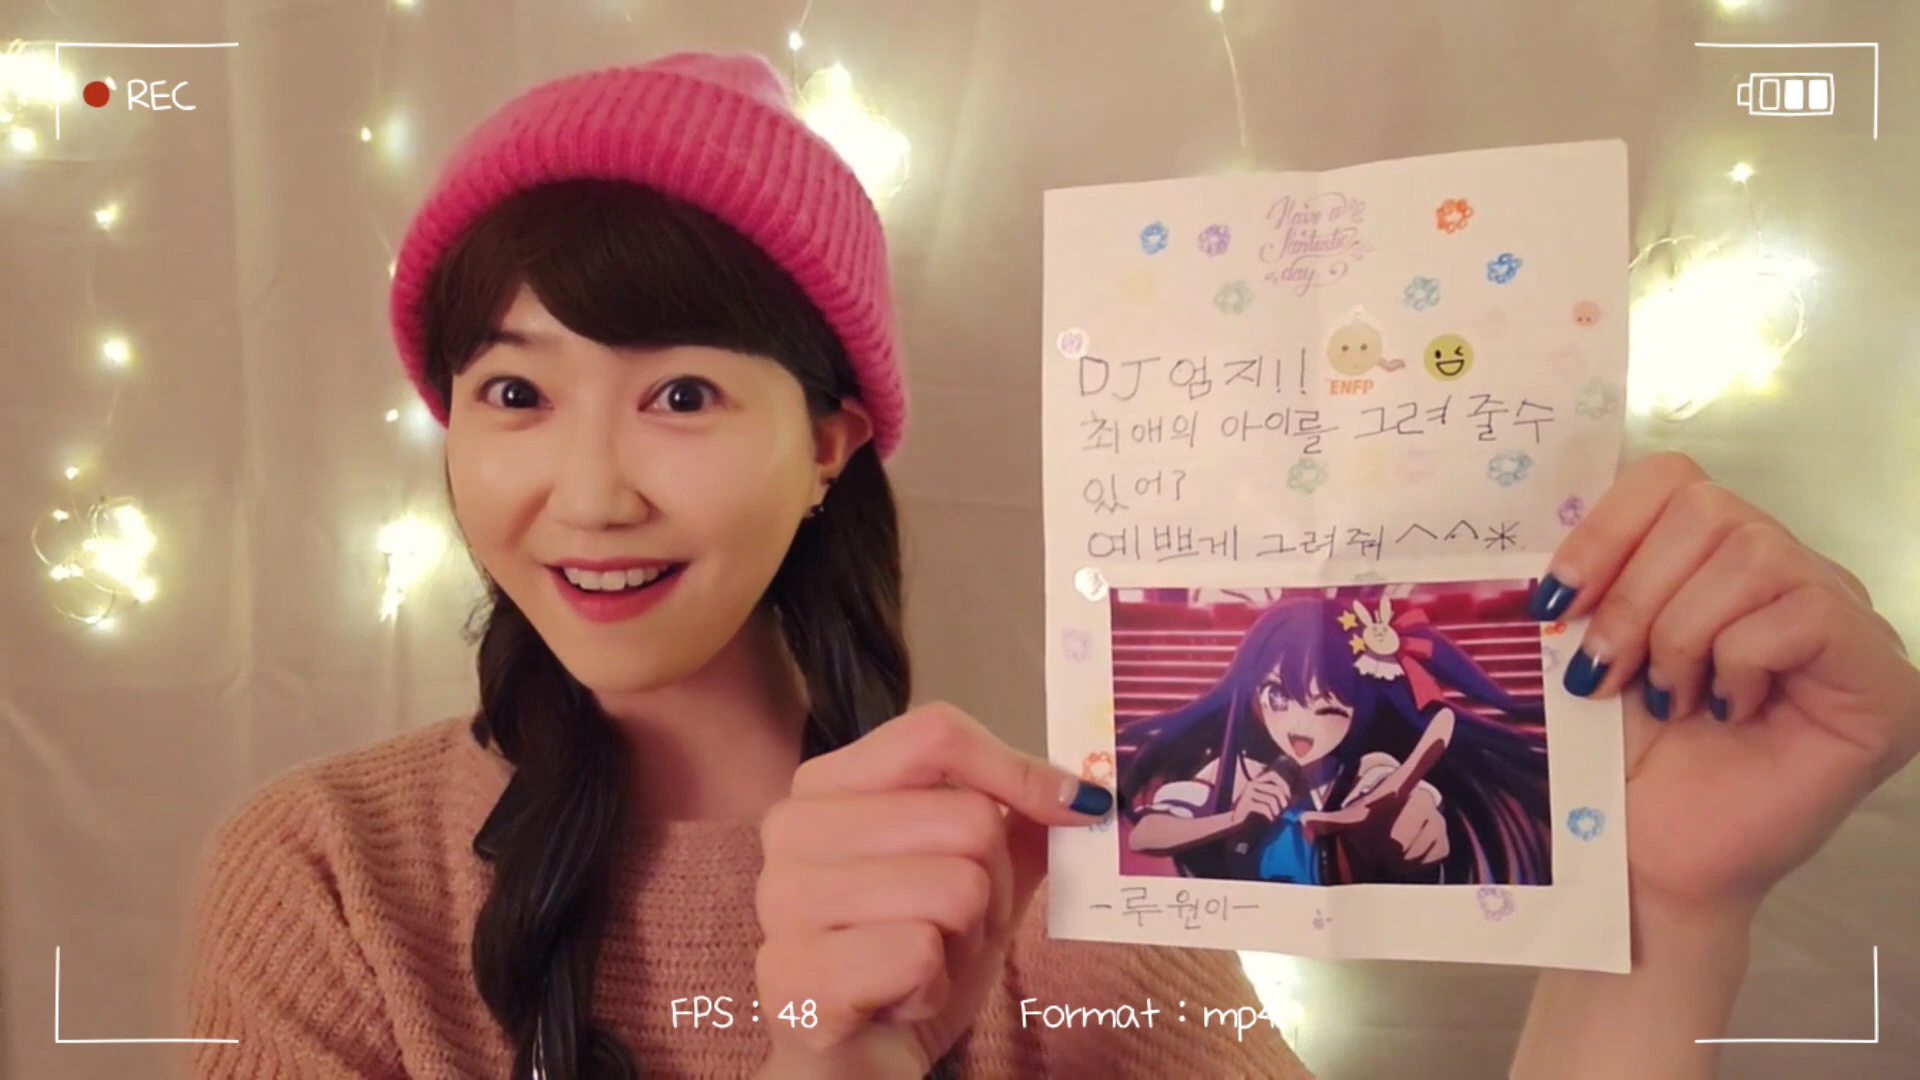 REC
Have a
fantastic
day
DJ 엄지!!
ENFP
최애의 아이를 그려 줄수
있어?
예쁘게 그려줘 ^^*
-루원이-
FPS : 48
Format : mp4